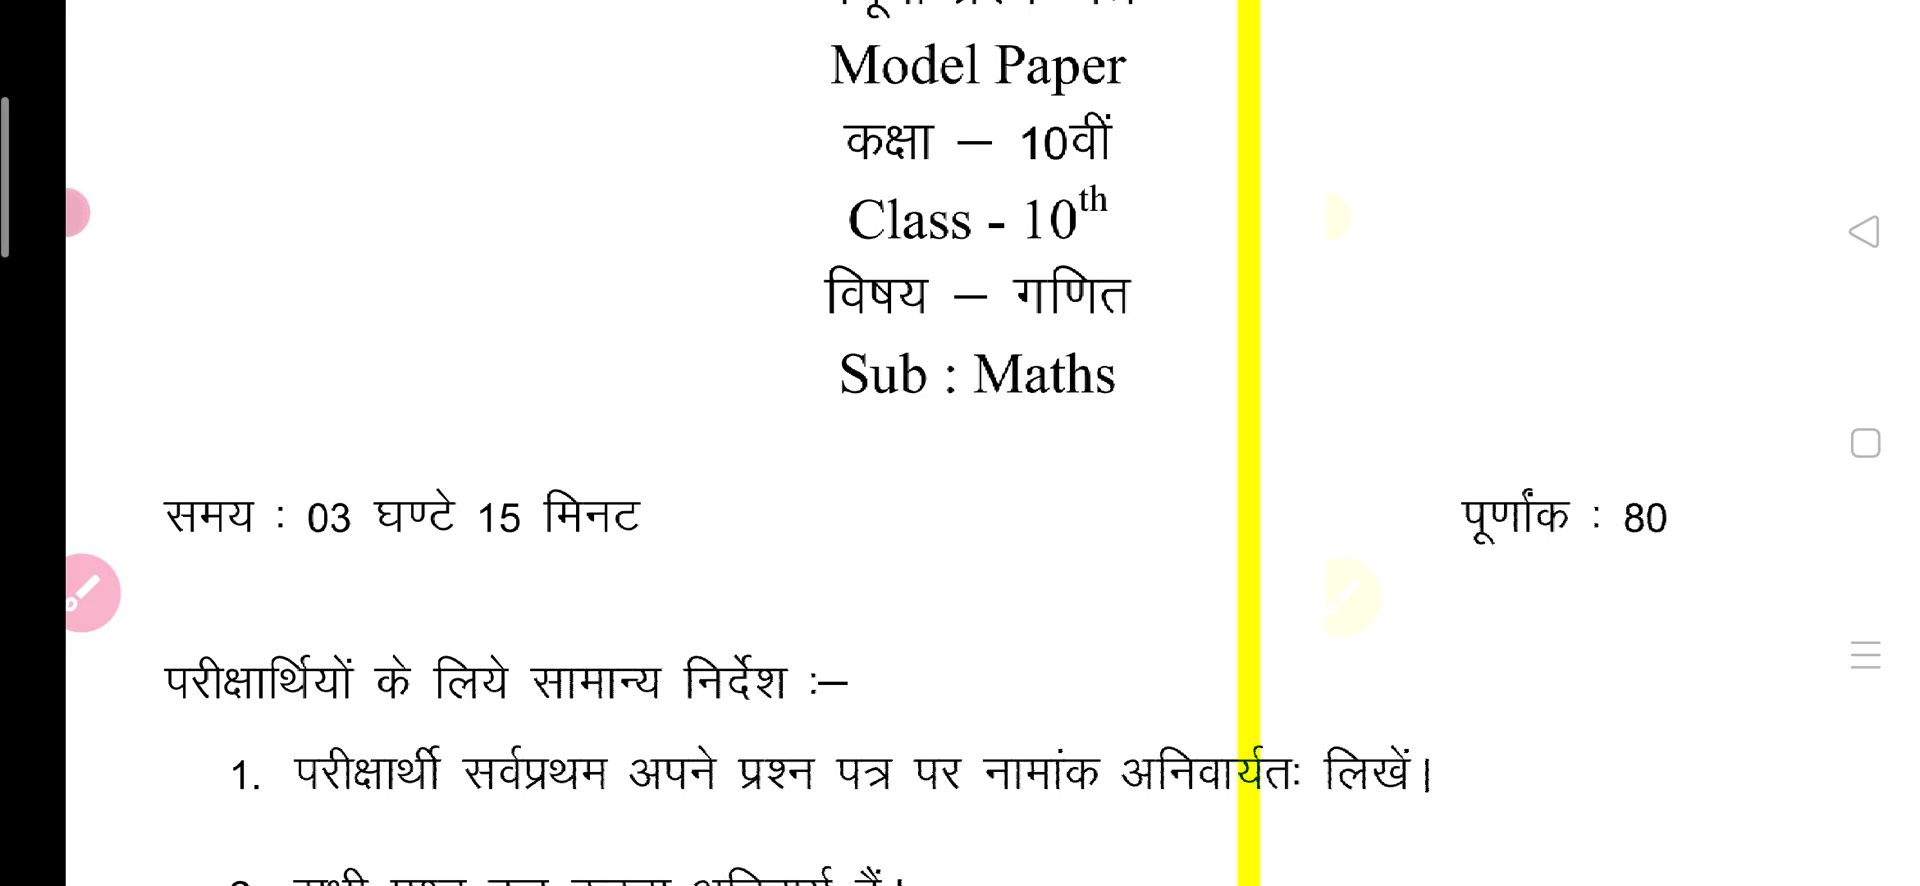 Model Paper
कक्षा – 10वीं
Class - 10th
विषय – गणित
Sub : Maths
समय : 03 घण्टे 15 मिनट पूर्णांक : 80
परीक्षार्थियों के लिये सामान्य निर्देश :–
1. परीक्षार्थी सर्वप्रथम अपने प्रश्न पत्र पर नामांक अनिवार्यतः लिखें।